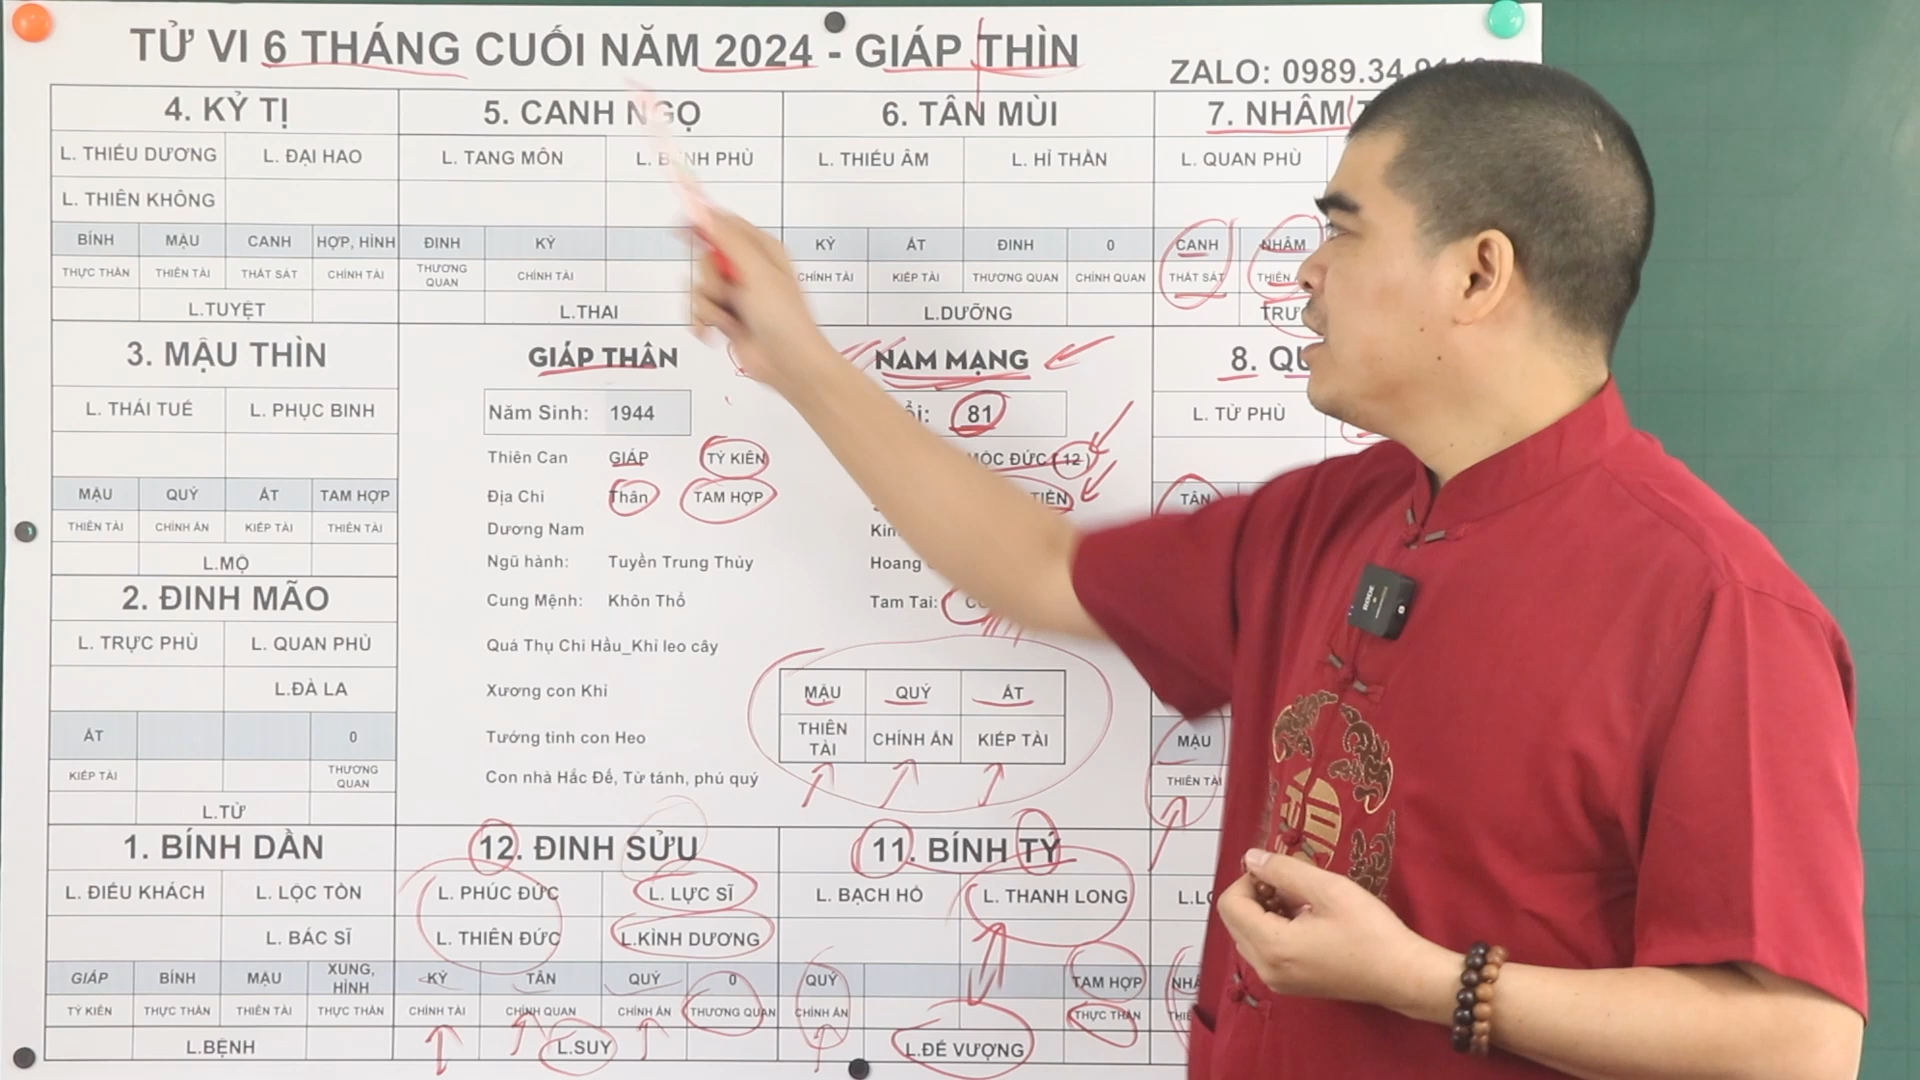 TỬ VI 6 THÁNG CUỐI NĂM 2024 - GIÁP THÌN
ZALO: 0989.34.
4. KỶ TỊ
L. THIẾU DƯƠNG
L. ĐẠI HAO
L. THIÊN KHÔNG
BÍNH
MẬU
CANH
HỢP, HÌNH
THỰC THẦN
THIÊN TÀI
THẤT SÁT
CHÍNH TÀI
L.TUYỆT
5. CANH NGỌ
L. TANG MÔN
L. BỆNH PHÙ
ĐINH
KỶ
THƯƠNG
QUAN
CHÍNH TÀI
L.THAI
6. TÂN MÙI
L. THIẾU ÂM
L. HỈ THẦN
KỶ
ẤT
ĐINH
0
CHÍNH TÀI
KIẾP TÀI
THƯƠNG QUAN
CHÍNH QUAN
L.DƯỠNG
7. NHÂM
L. QUAN PHÙ
CANH
NHÂM
THẤT SÁT
THIÊN
3. MẬU THÌN
L. THÁI TUẾ
L. PHỤC BINH
MẬU
QUÝ
ẤT
TAM HỢP
THIÊN TÀI
CHÍNH ẤN
KIẾP TÀI
THIÊN TÀI
L.MỘ
GIÁP THÂN
NAM MẠNG
Năm Sinh: 1944
81
Thiên Can GIÁP TỶ KIÊN
MỘC ĐỨC (12)
Địa Chi Thân TAM HỢP
Dương Nam
Ngũ hành: Tuyền Trung Thủy
Hoang
Cung Mệnh: Khôn Thổ
Tam Tai:
Quá Thụ Chi Hầu_Khỉ leo cây
Xương con Khỉ
Tướng tinh con Heo
Con nhà Hắc Đế, Từ tánh, phú quý
MẬU
QUÝ
ẤT
THIÊN
TÀI
CHÍNH ẤN
KIẾP TÀI
8.
L. TỬ PHÙ
TÂN
MẬU
THIÊN TÀI
2. ĐINH MÃO
L. TRỰC PHÙ
L. QUAN PHÙ
L.ĐÀ LA
ẤT
0
KIẾP TÀI
THƯƠNG
QUAN
L.TỬ
1. BÍNH DẦN
L. ĐIẾU KHÁCH
L. LỘC TỒN
L. BÁC SĨ
GIÁP
BÍNH
MẬU
XUNG,
HÌNH
TỶ KIÊN
THỰC THẦN
THIÊN TÀI
THỰC THẦN
L.BỆNH
12. ĐINH SỬU
L. PHÚC ĐỨC
L. LỰC SĨ
L. THIÊN ĐỨC
L.KÌNH DƯƠNG
KỶ
TÂN
QUÝ
0
CHÍNH TÀI
CHÍNH QUAN
CHÍNH ẤN
THƯƠNG QUAN
L.SUY
11. BÍNH TÝ
L. BẠCH HỔ
L. THANH LONG
QUÝ
TAM HỢP
CHÍNH ẤN
THỰC THẦN
L.ĐẾ VƯỢNG
RODE